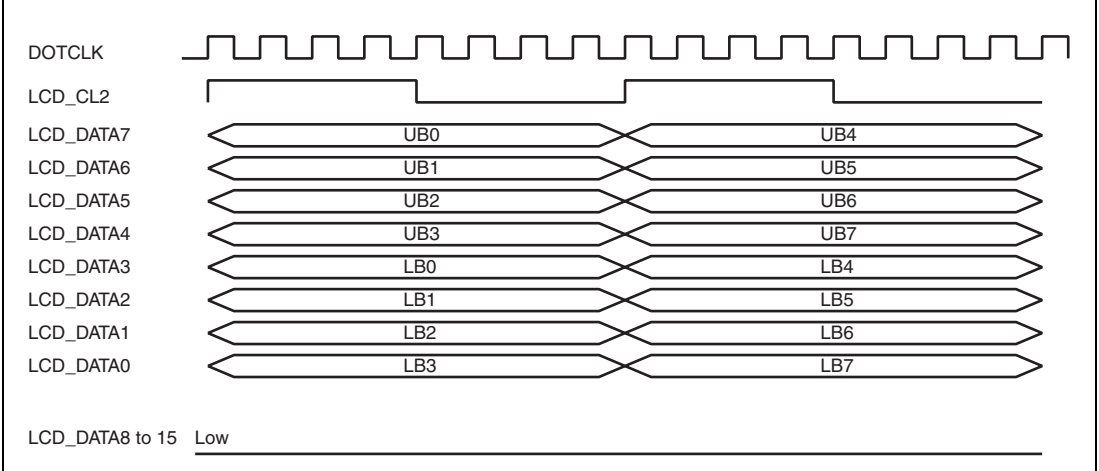 DOTCLK
LCD_CL2
LCD_DATA7 UB0 UB4
LCD_DATA6 UB1 UB5
LCD_DATA5 UB2 UB6
LCD_DATA4 UB3 UB7
LCD_DATA3 LB0 LB4
LCD_DATA2 LB1 LB5
LCD_DATA1 LB2 LB6
LCD_DATA0 LB3 LB7
LCD_DATA8 to 15 Low